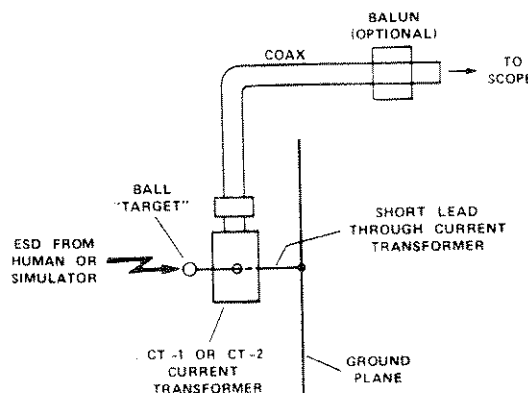 BALUN
(OPTIONAL)
COAX
TO
SCOPE
BALL
"TARGET"
SHORT LEAD
THROUGH CURRENT
TRANSFORMER
ESD FROM
HUMAN OR
SIMULATOR
CT-1 OR CT-2
CURRENT
TRANSFORMER
GROUND
PLANE